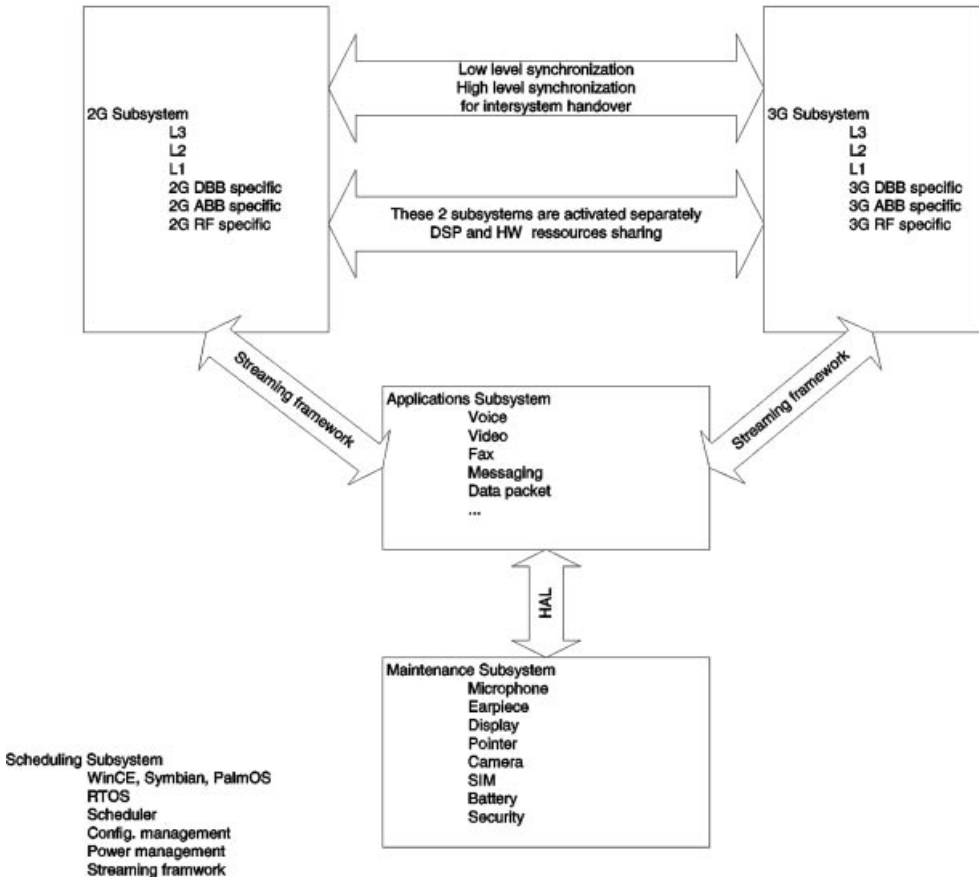 Low level synchronization
High level synchronization
for intersystem handover
2G Subsystem
L3
L2
L1
2G DBB specific
2G ABB specific
2G RF specific
3G Subsystem
L3
L2
L1
3G DBB specific
3G ABB specific
3G RF specific
These 2 subsystems are activated separately
DSP and HW ressources sharing
Streaming framework
Streaming framework
Applications Subsystem
Voice
Video
Fax
Messaging
Data packet
...
HAL
Maintenance Subsystem
Microphone
Earpiece
Display
Pointer
Camera
SIM
Battery
Security
Scheduling Subsystem
WinCE, Symbian, PalmOS
RTOS
Scheduler
Config. management
Power management
Streaming framwork